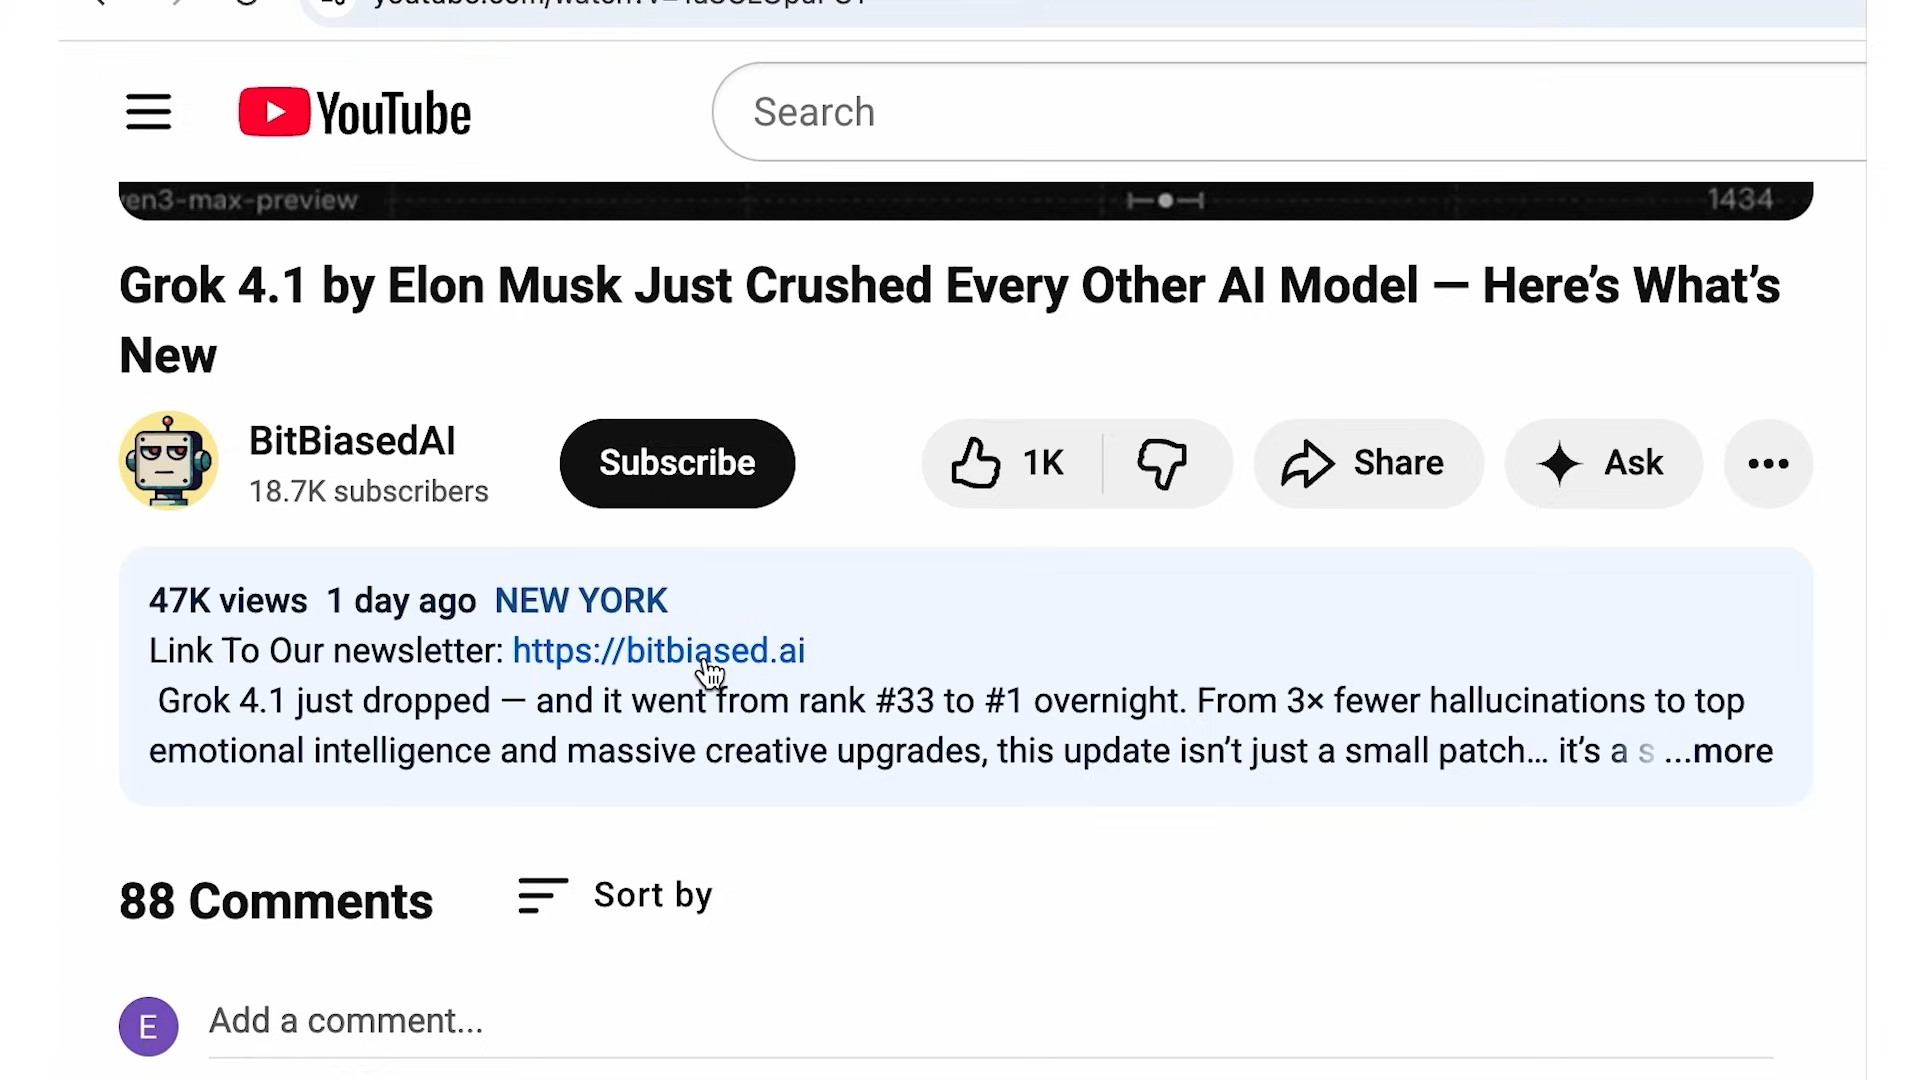 YouTube
Search
en3-max-preview
1434
Grok 4.1 by Elon Musk Just Crushed Every Other AI Model — Here’s What’s
New
BitBiasedAI
18.7K subscribers
Subscribe
1K
Share
Ask
47K views 1 day ago NEW YORK
Link To Our newsletter: https://bitbiased.ai
Grok 4.1 just dropped — and it went from rank #33 to #1 overnight. From 3× fewer hallucinations to top
emotional intelligence and massive creative upgrades, this update isn’t just a small patch… it’s a s ...more
88 Comments
Sort by
E
Add a comment...